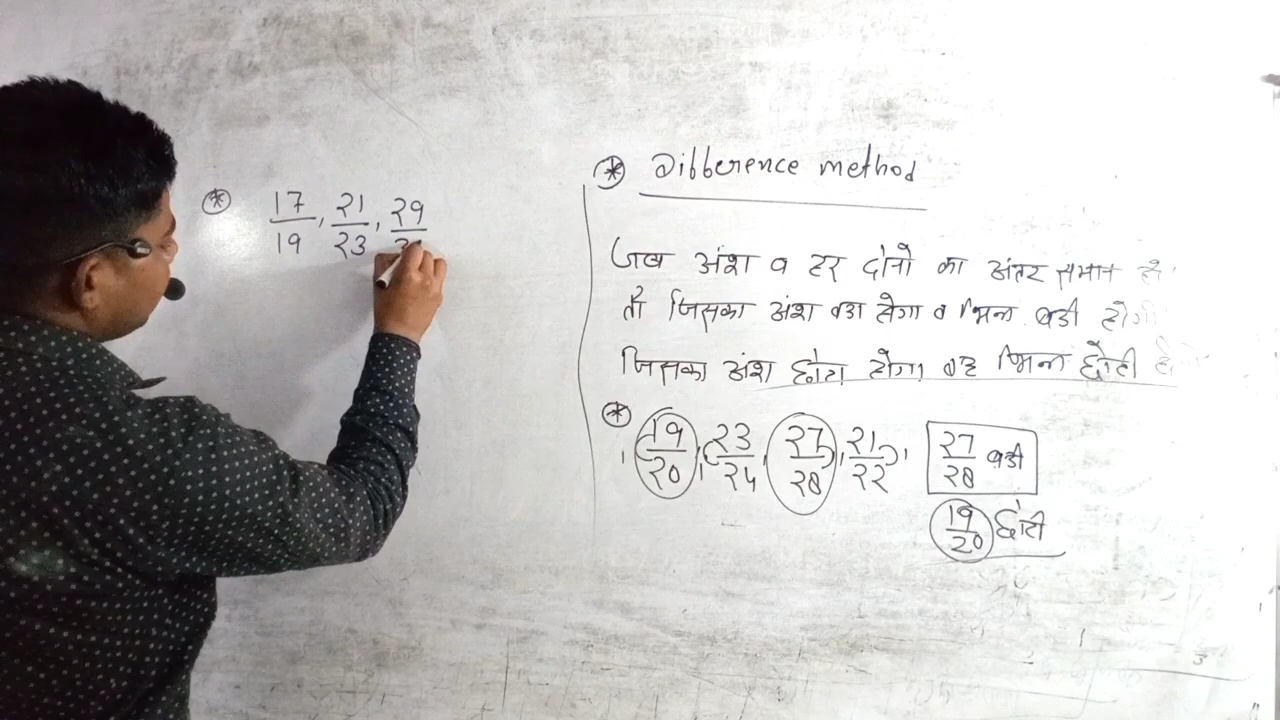 * 17/19, 21/23, 29/
* Difference method
जब अंश व हर दोनो का अंतर समान हो
तो जिसका अंश बडा होगा व भिन्न बडी होगी
जिसका अंश छोटा होगा वह भिन्न छोटी
* 19/20, 23/24, 27/28, 21/22, 27/28 बडी
19/20 छोटी